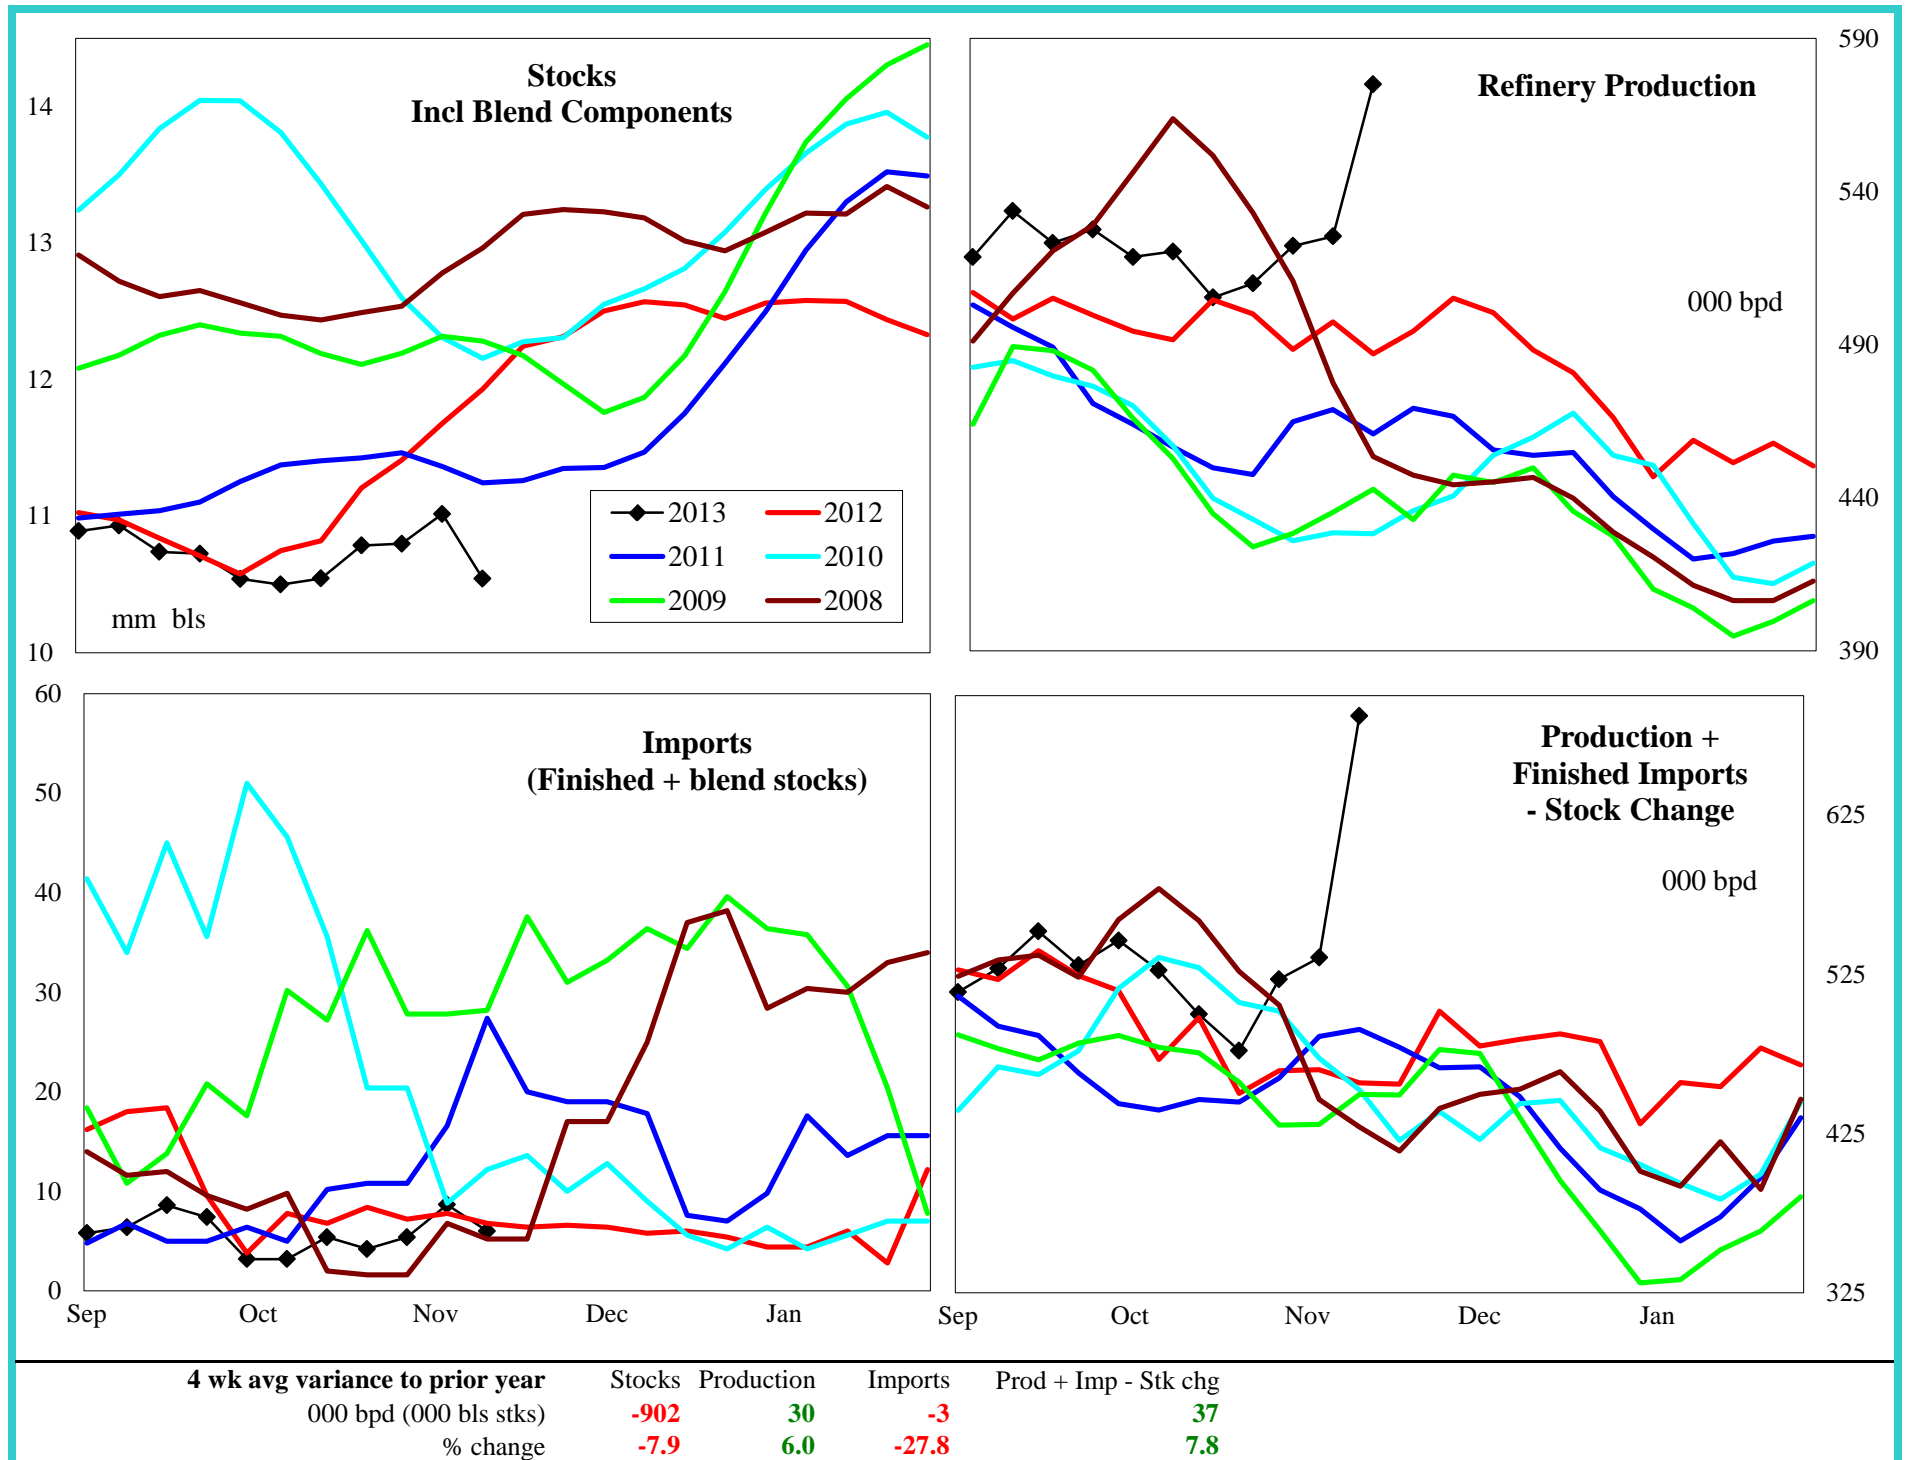 Stocks
Incl Blend Components
14
13
12
11
10
mm bls
2013 2012
2011 2010
2009 2008
Refinery Production
000 bpd
590
540
490
440
390
Imports
(Finished + blend stocks)
60
50
40
30
20
10
0
Sep Oct Nov Dec Jan
Production +
Finished Imports
- Stock Change
000 bpd
625
525
425
325
Sep Oct Nov Dec Jan
4 wk avg variance to prior year Stocks Production Imports Prod + Imp - Stk chg
000 bpd (000 bls stks) -902 30 -3 37
% change -7.9 6.0 -27.8 7.8